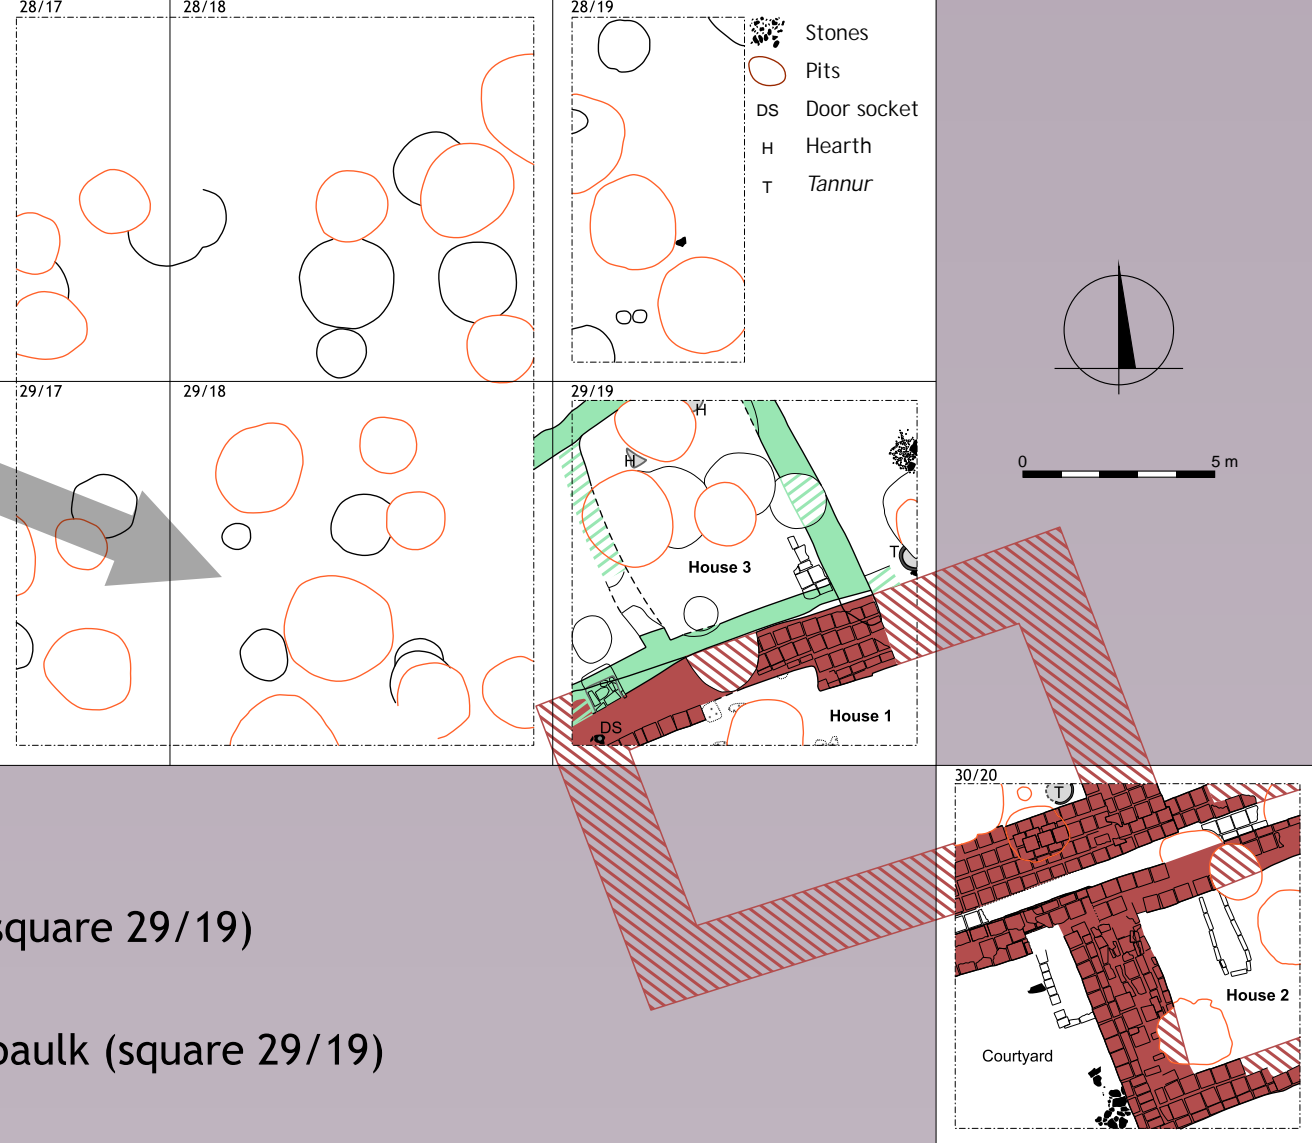 28/17
28/18
28/19
Stones
Pits
DS Door socket
H Hearth
T Tannur
29/17
29/18
29/19
H
H
0 5 m
T
House 3
House 1
DS
30/20
T
square 29/19)
House 2
baulk (square 29/19)
Courtyard